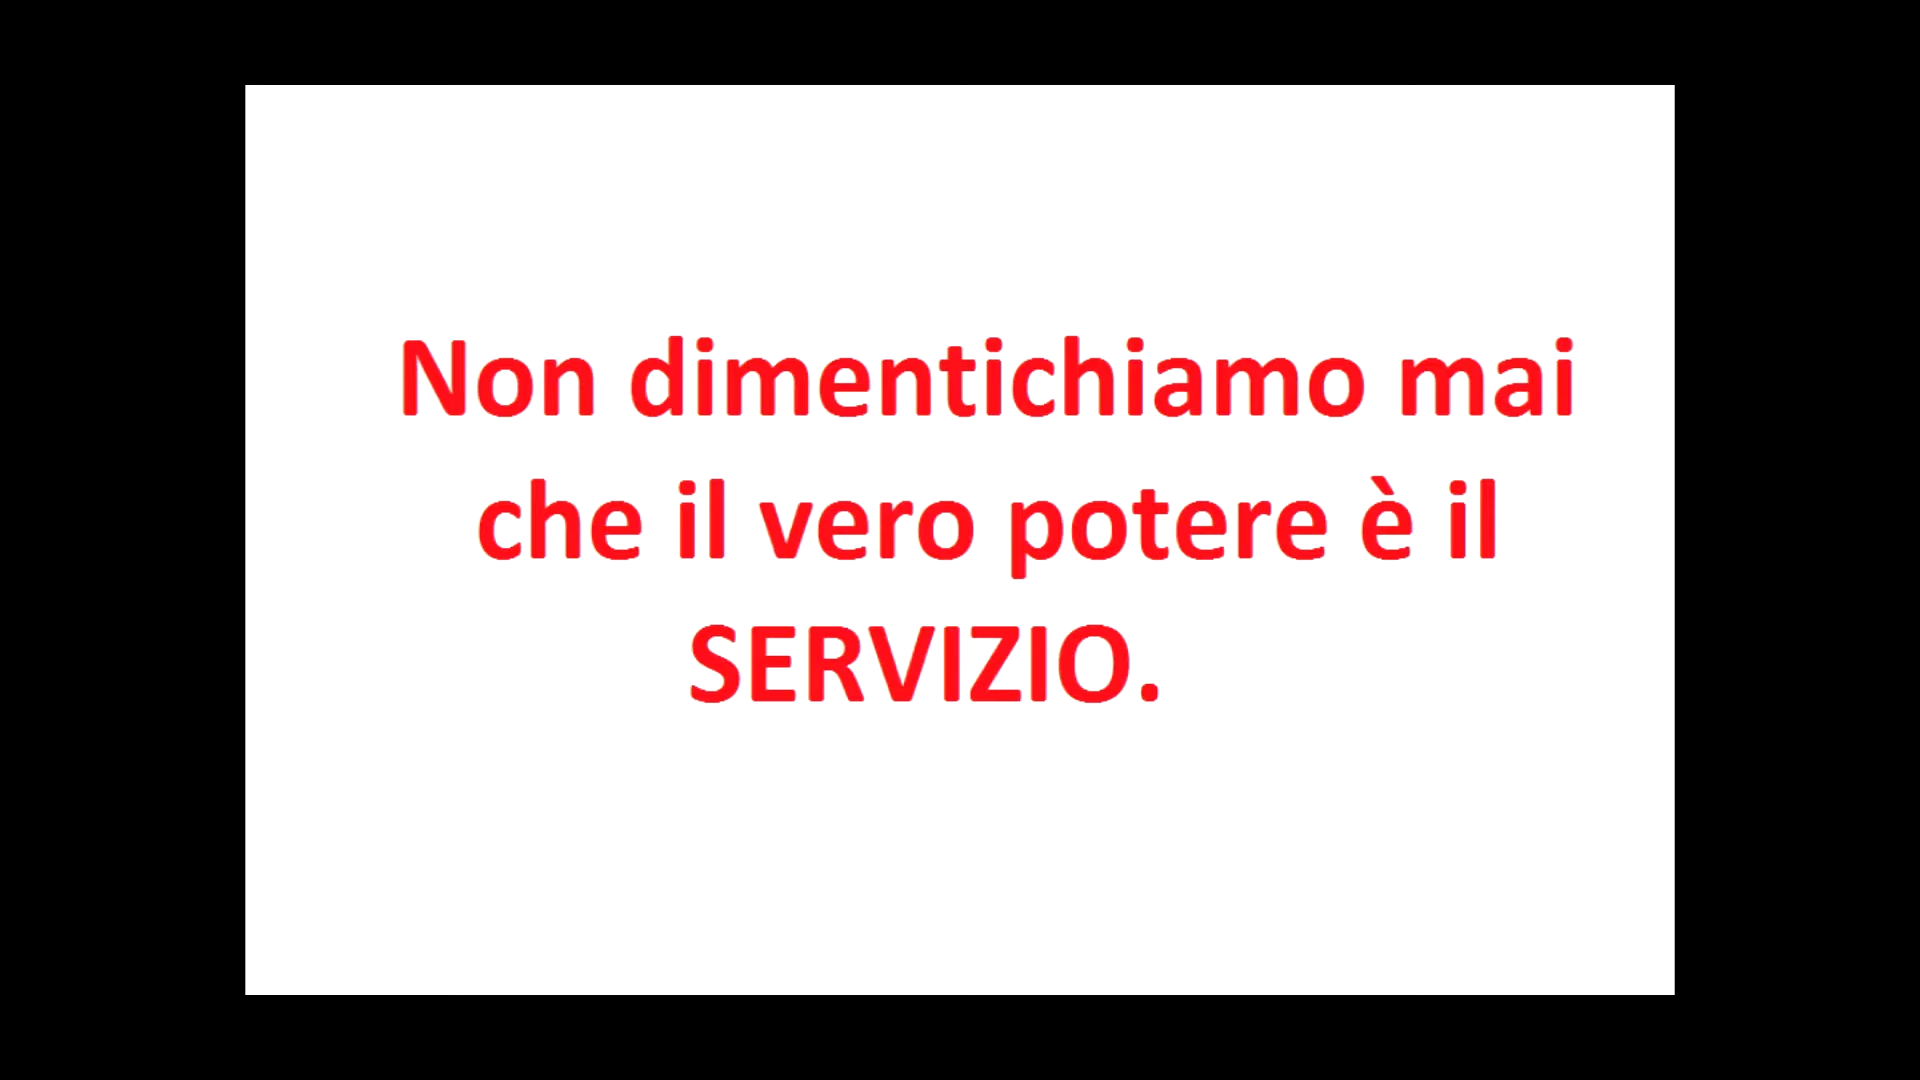 Non dimentichiamo mai
che il vero potere è il
SERVIZIO.